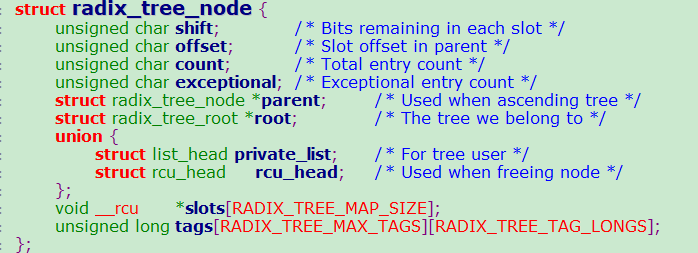 struct radix_tree_node {
unsigned char shift; /* Bits remaining in each slot */
unsigned char offset; /* Slot offset in parent */
unsigned char count; /* Total entry count */
unsigned char exceptional; /* Exceptional entry count */
struct radix_tree_node *parent; /* Used when ascending tree */
struct radix_tree_root *root; /* The tree we belong to */
union {
struct list_head private_list; /* For tree user */
struct rcu_head rcu_head; /* Used when freeing node */
};
void __rcu *slots[RADIX_TREE_MAP_SIZE];
unsigned long tags[RADIX_TREE_MAX_TAGS][RADIX_TREE_TAG_LONGS];
};